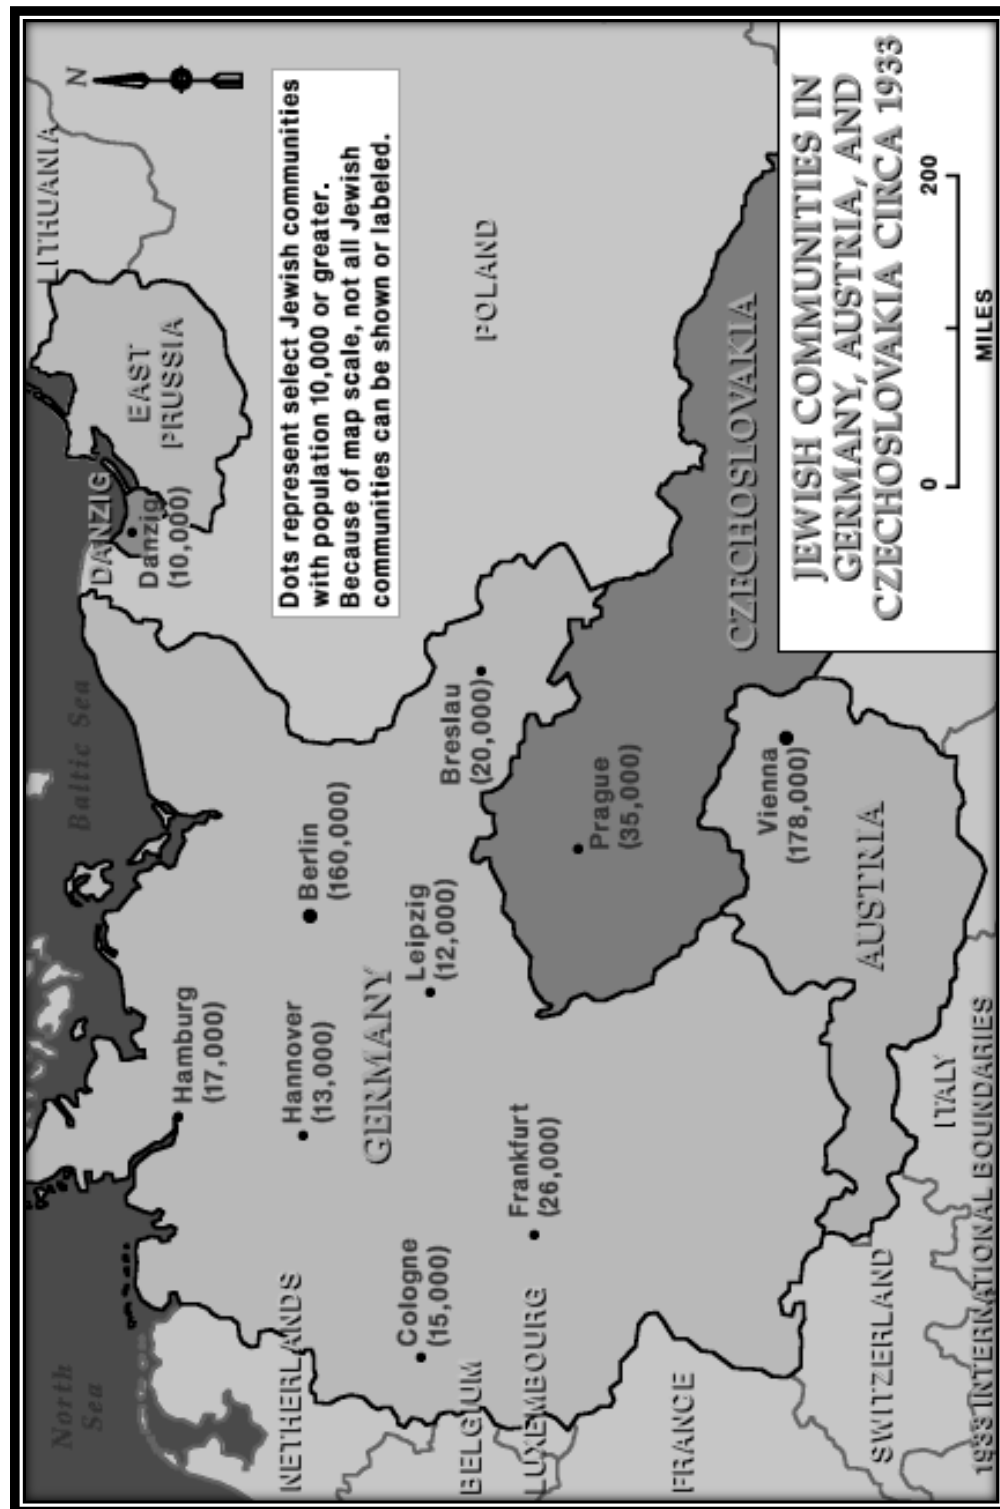 JEWISH COMMUNITIES IN
GERMANY, AUSTRIA, AND
CZECHOSLOVAKIA CIRCA 1933
0
200
MILES
N
Dots represent select Jewish communities
with population 10,000 or greater.
Because of map scale, not all Jewish
communities can be shown or labeled.
North
Sea
Baltic Sea
LITHUANIA
EAST
PRUSSIA
DANZIG
Danzig
(10,000)
Hamburg
(17,000)
Hannover
(13,000)
Berlin
(160,000)
GERMANY
Leipzig
(12,000)
Breslau
(20,000)
POLAND
NETHERLANDS
Cologne
(15,000)
BELGIUM
Frankfurt
(26,000)
LUXEMBOURG
Prague
(35,000)
CZECHOSLOVAKIA
FRANCE
Vienna
(178,000)
AUSTRIA
SWITZERLAND
ITALY
1933 INTERNATIONAL BOUNDARIES